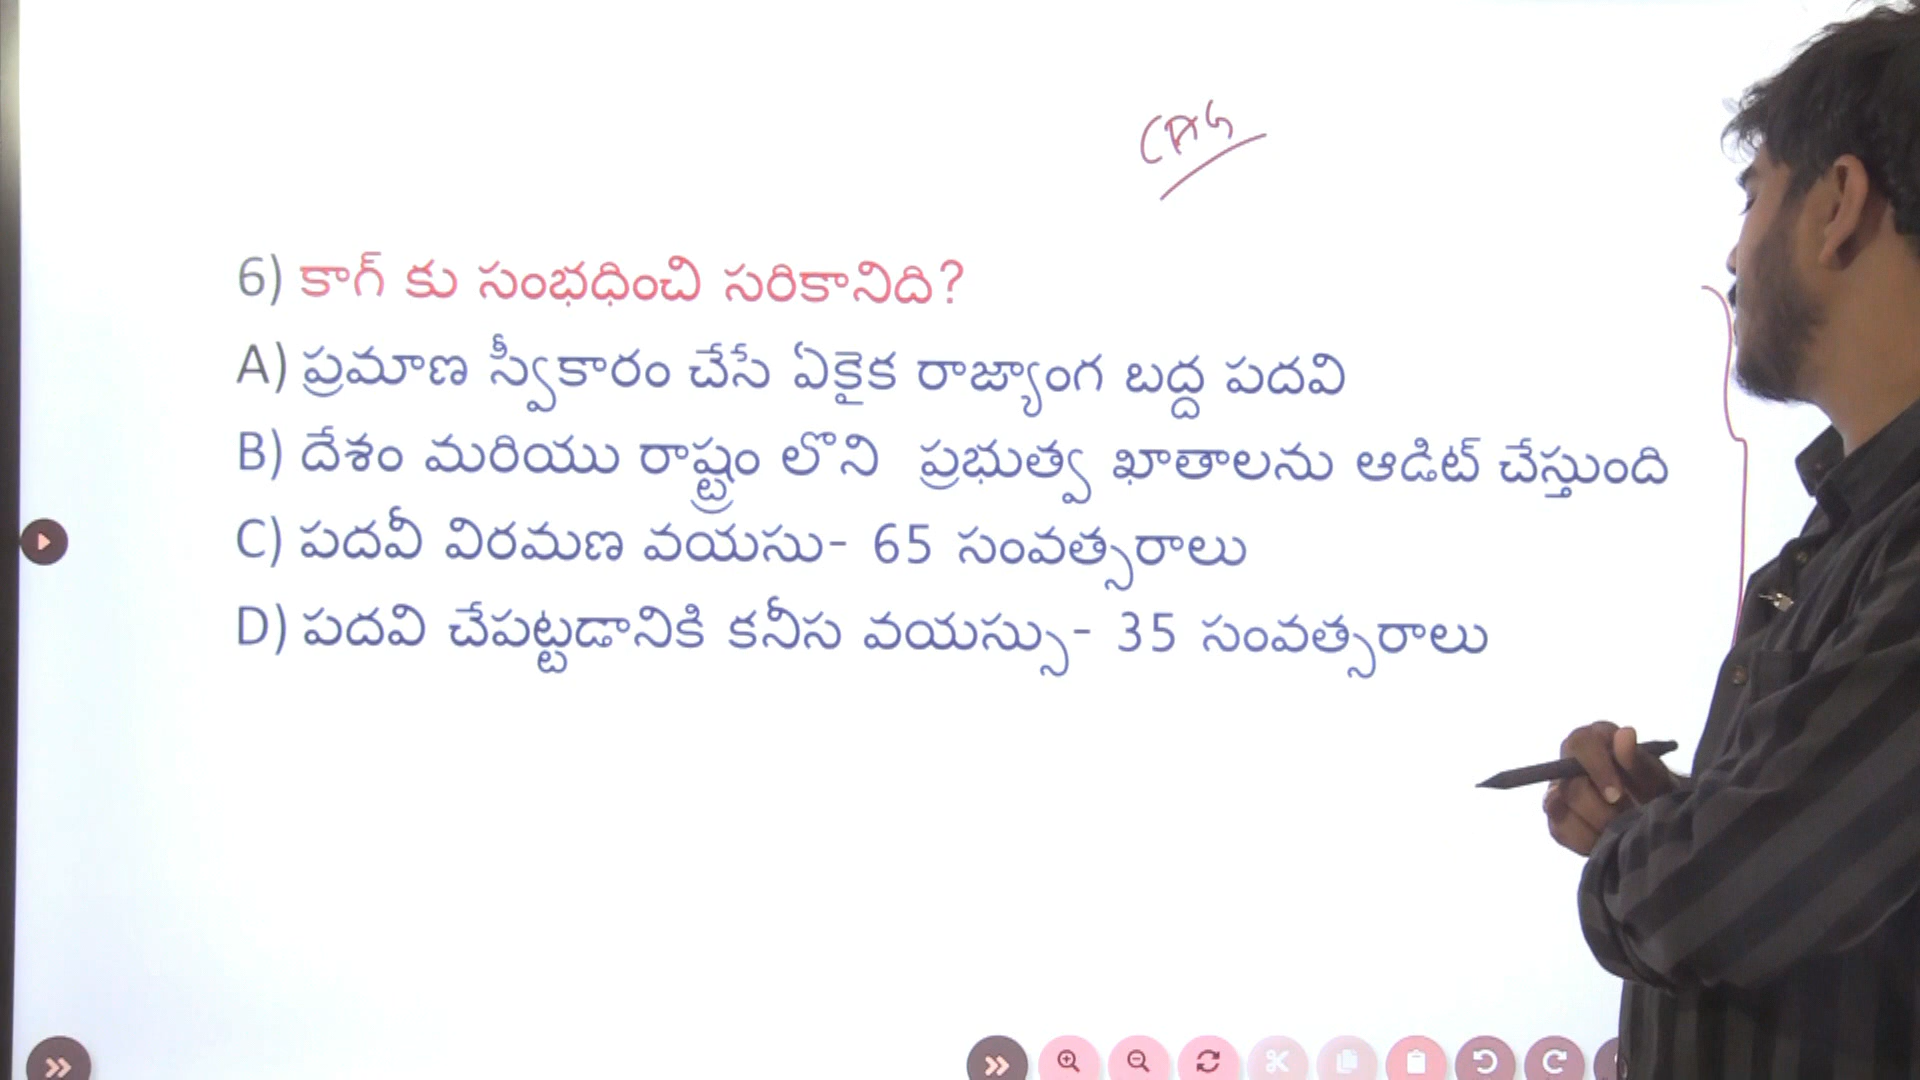 CAG
6) కాగ్ కు సంభధించి సరికానిది?
A) ప్రమాణ స్వీకారం చేసే ఏకైక రాజ్యాంగ బద్ద పదవి
B) దేశం మరియు రాష్ట్రం లొని ప్రభుత్వ ఖాతాలను ఆడిట్ చేస్తుంది
C) పదవీ విరమణ వయసు- 65 సంవత్సరాలు
D) పదవి చేపట్టడానికి కనీస వయస్సు- 35 సంవత్సరాలు